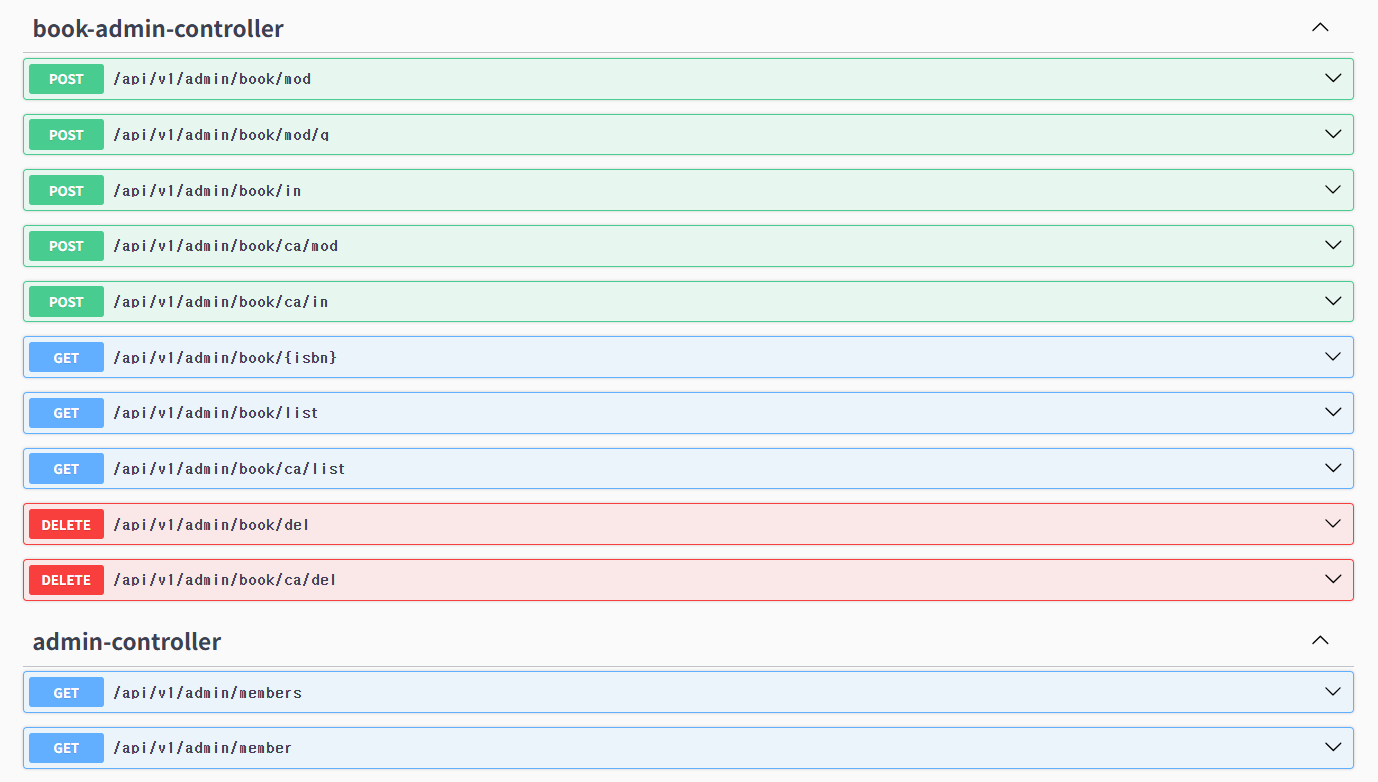 book-admin-controller
POST /api/v1/admin/book/mod
POST /api/v1/admin/book/mod/q
POST /api/v1/admin/book/in
POST /api/v1/admin/book/ca/mod
POST /api/v1/admin/book/ca/in
GET /api/v1/admin/book/{isbn}
GET /api/v1/admin/book/list
GET /api/v1/admin/book/ca/list
DELETE /api/v1/admin/book/del
DELETE /api/v1/admin/book/ca/del
admin-controller
GET /api/v1/admin/members
GET /api/v1/admin/member